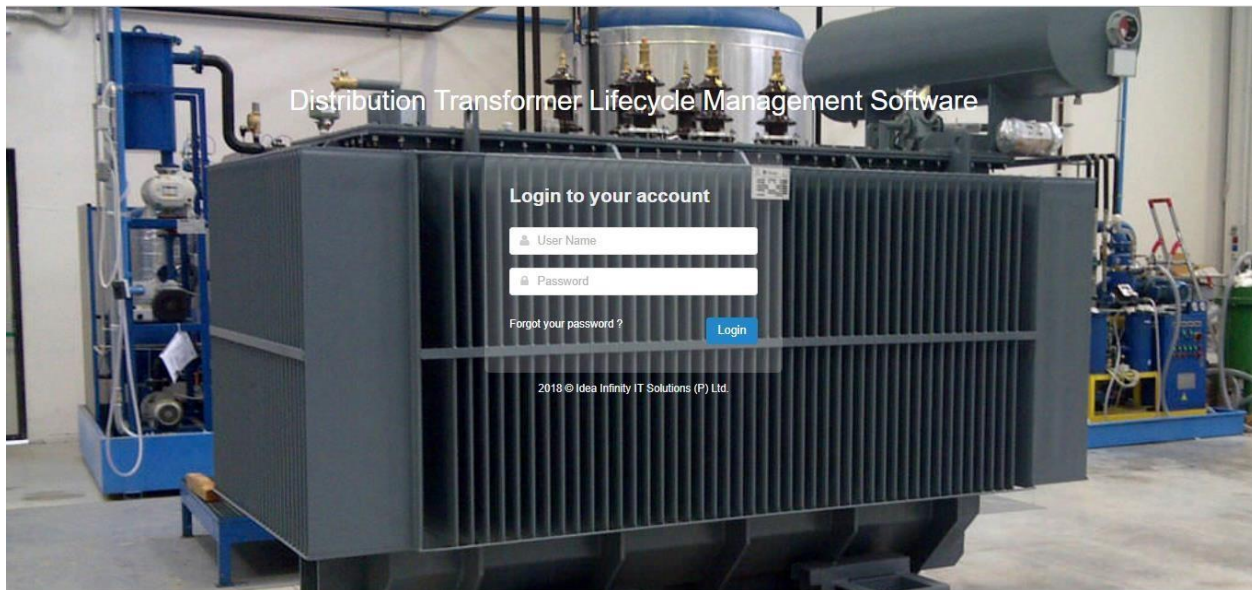 Distribution Transformer Lifecycle Management Software
Login to your account
User Name
Password
Forgot your password ?
Login
2018 © Idea Infinity IT Solutions (P) Ltd.